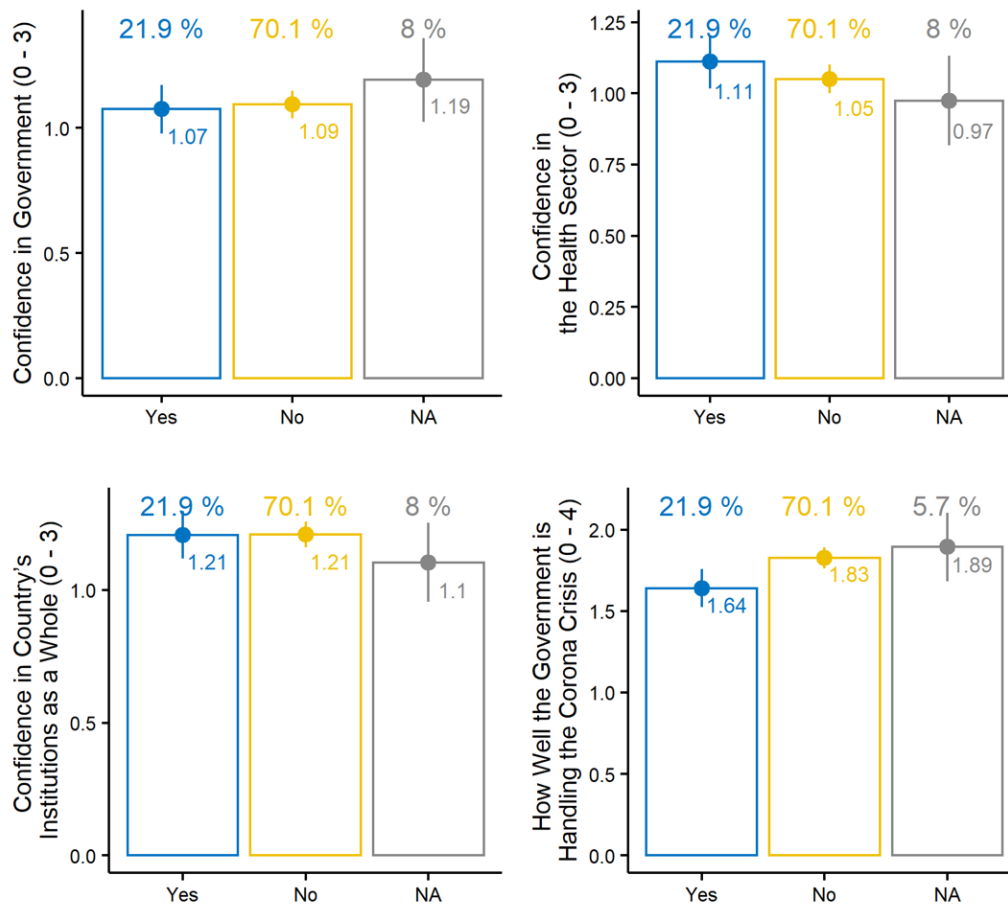 Confidence in Government (0 - 3)
21.9 %
70.1 %
8 %
1.0
0.5
0.0
1.07
1.09
1.19
Yes
No
NA
Confidence in
the Health Sector (0 - 3)
21.9 %
70.1 %
8 %
1.25
1.00
0.75
0.50
0.25
0.00
1.11
1.05
0.97
Yes
No
NA
Confidence in Country's
Institutions as a Whole (0 - 3)
21.9 %
70.1 %
8 %
1.0
0.5
0.0
1.21
1.21
1.1
Yes
No
NA
How Well the Government is
Handling the Corona Crisis (0 - 4)
21.9 %
70.1 %
5.7 %
2.0
1.5
1.0
0.5
0.0
1.64
1.83
1.89
Yes
No
NA